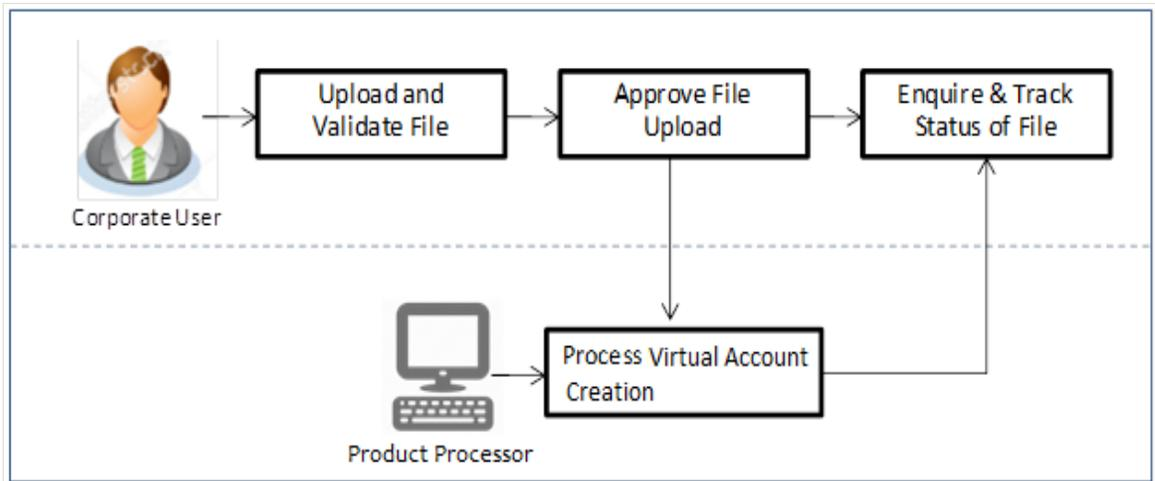 Upload and
Validate File
Approve File
Upload
Enquire & Track
Status of File
Corporate User
Process Virtual Account
Creation
Product Processor